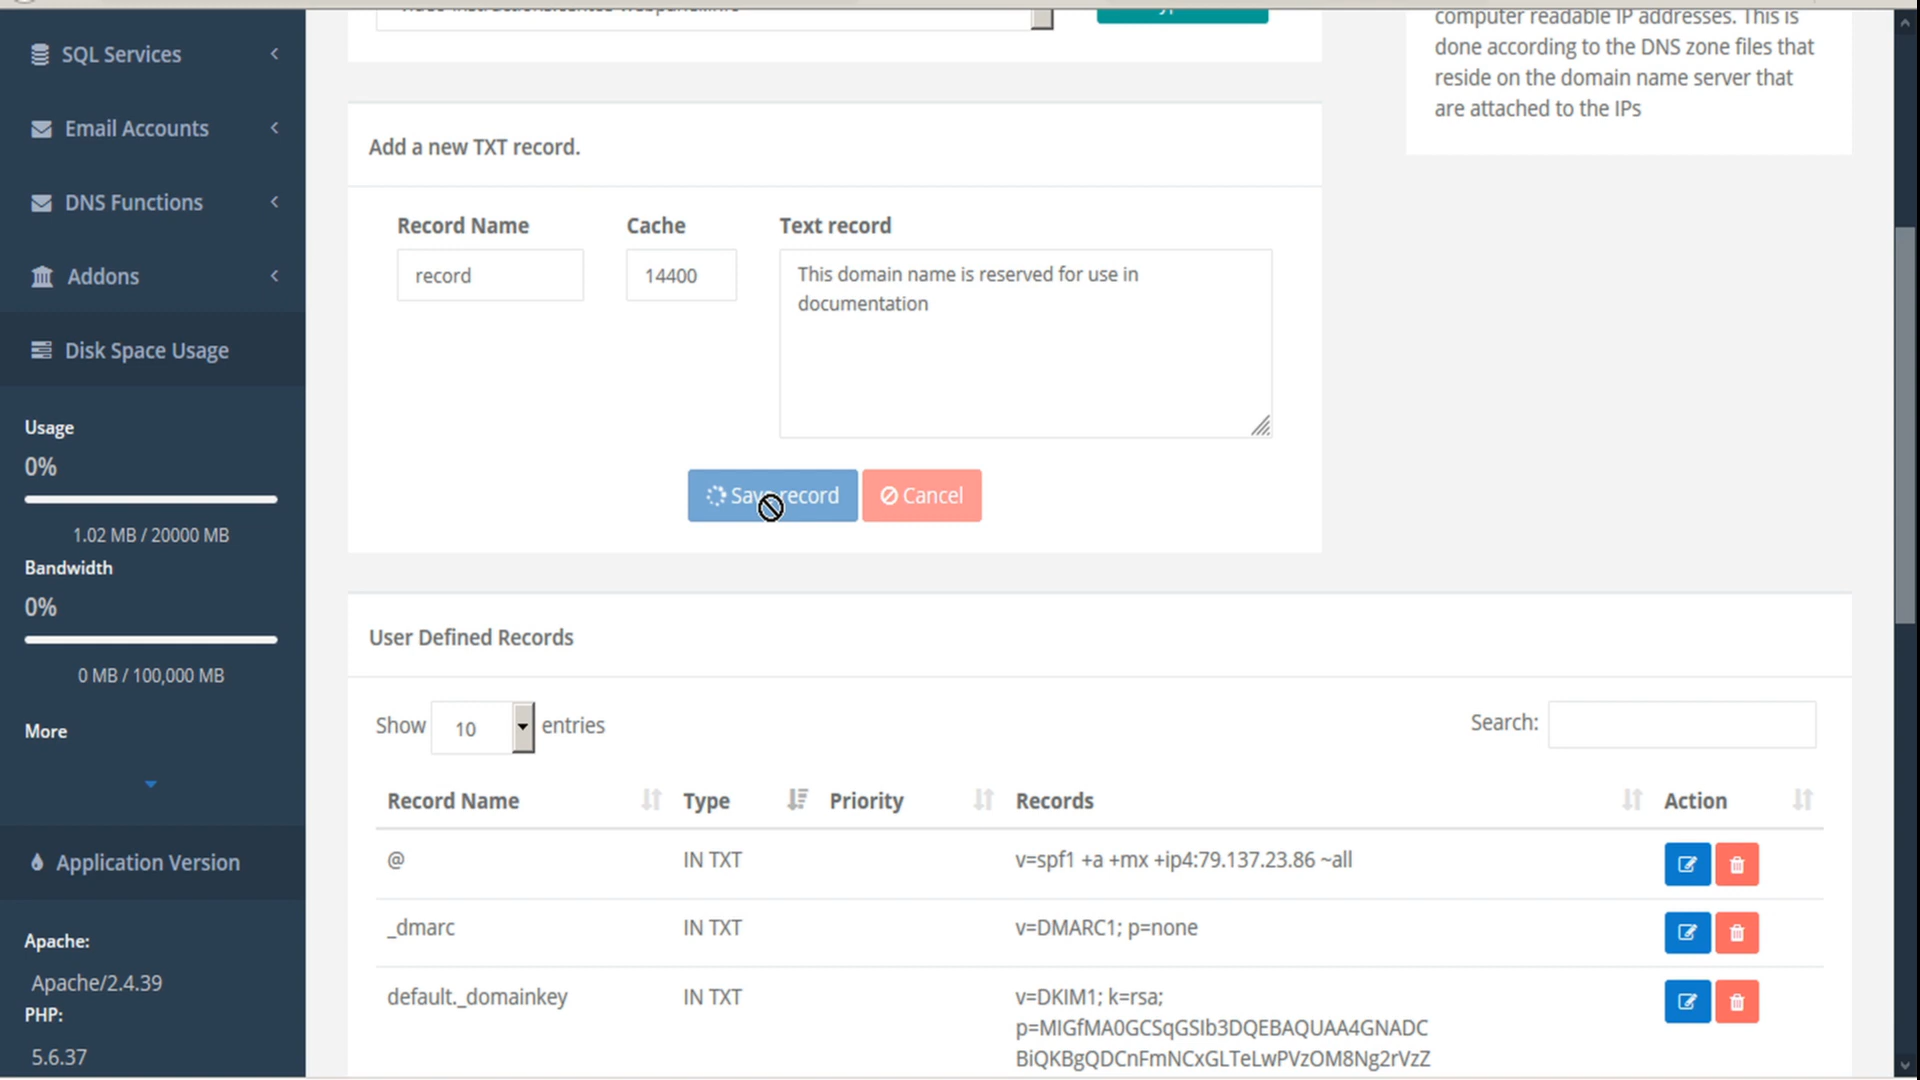 SQL Services
Email Accounts
DNS Functions
Addons
Disk Space Usage
Usage
0%
1.02 MB / 20000 MB
Bandwidth
0%
0 MB / 100,000 MB
More
Application Version
Apache:
Apache/2.4.39
PHP:
5.6.37
computer readable IP addresses. This is
done according to the DNS zone files that
reside on the domain name server that
are attached to the IPs
Add a new TXT record.
Record Name
Cache
Text record
record
14400
This domain name is reserved for use in
documentation
Save record
Cancel
User Defined Records
Show 10 entries
Search:
Record Name
Type
Priority
Records
Action
@
IN TXT
v=spf1 +a +mx +ip4:79.137.23.86 ~all
_dmarc
IN TXT
v=DMARC1; p=none
default._domainkey
IN TXT
v=DKIM1; k=rsa;
p=MIGfMA0GCSqGSIb3DQEBAQUAA4GNADC
BiQKBgQDCnFmNCxGLTeLwPVzOM8Ng2rVzZ